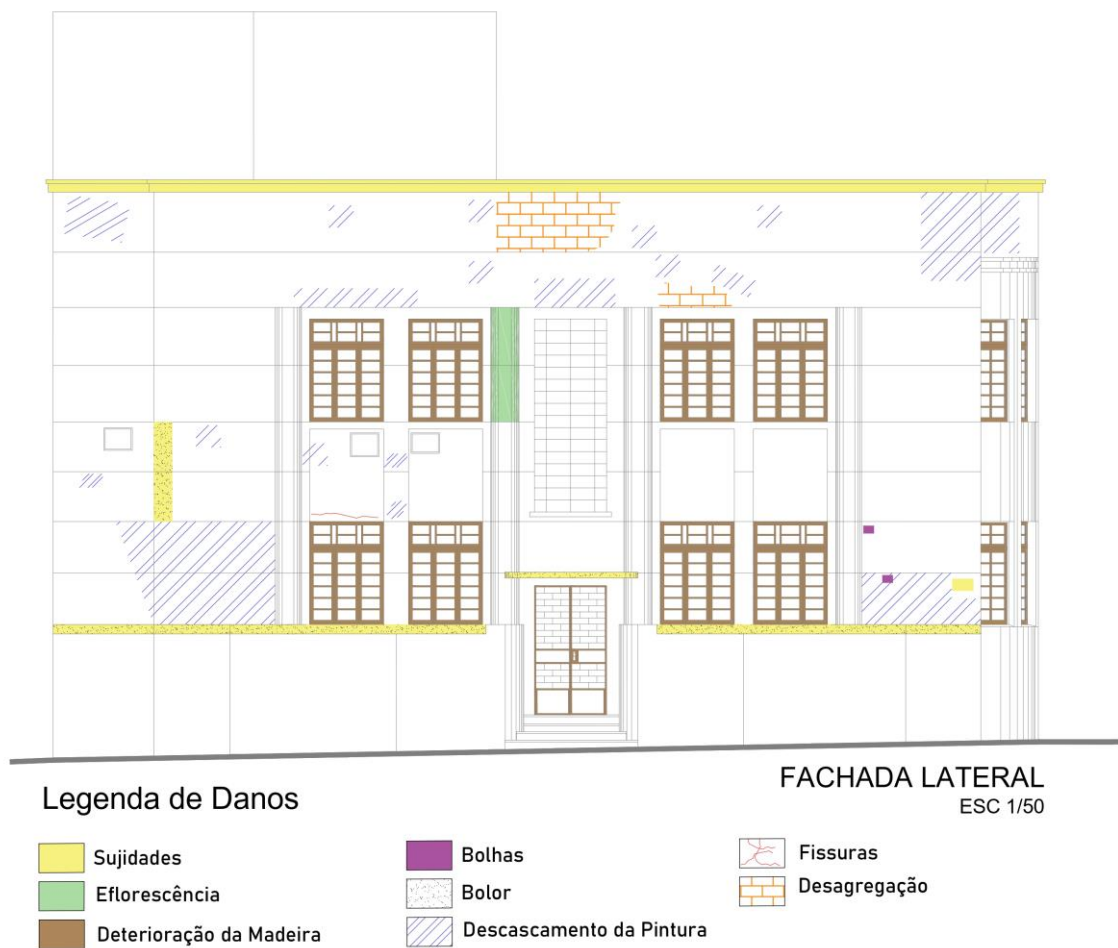 FACHADA LATERAL
ESC 1/50
Legenda de Danos
Sujidades
Eflorescência
Deterioração da Madeira
Bolhas
Bolor
Descascamento da Pintura
Fissuras
Desagregação